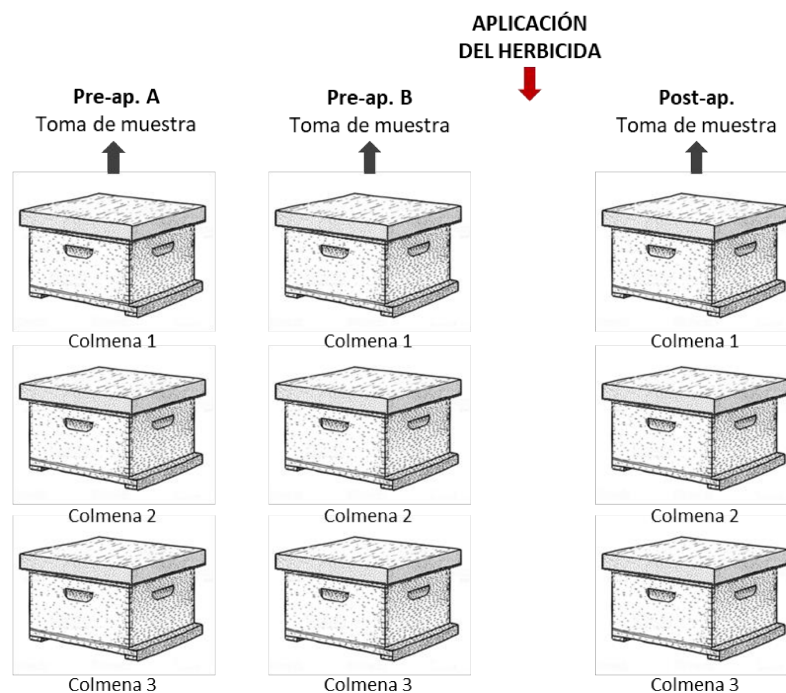 APLICACIÓN
DEL HERBICIDA
Pre-ap. A
Toma de muestra
Pre-ap. B
Toma de muestra
Post-ap.
Toma de muestra
Colmena 1
Colmena 1
Colmena 1
Colmena 2
Colmena 2
Colmena 2
Colmena 3
Colmena 3
Colmena 3